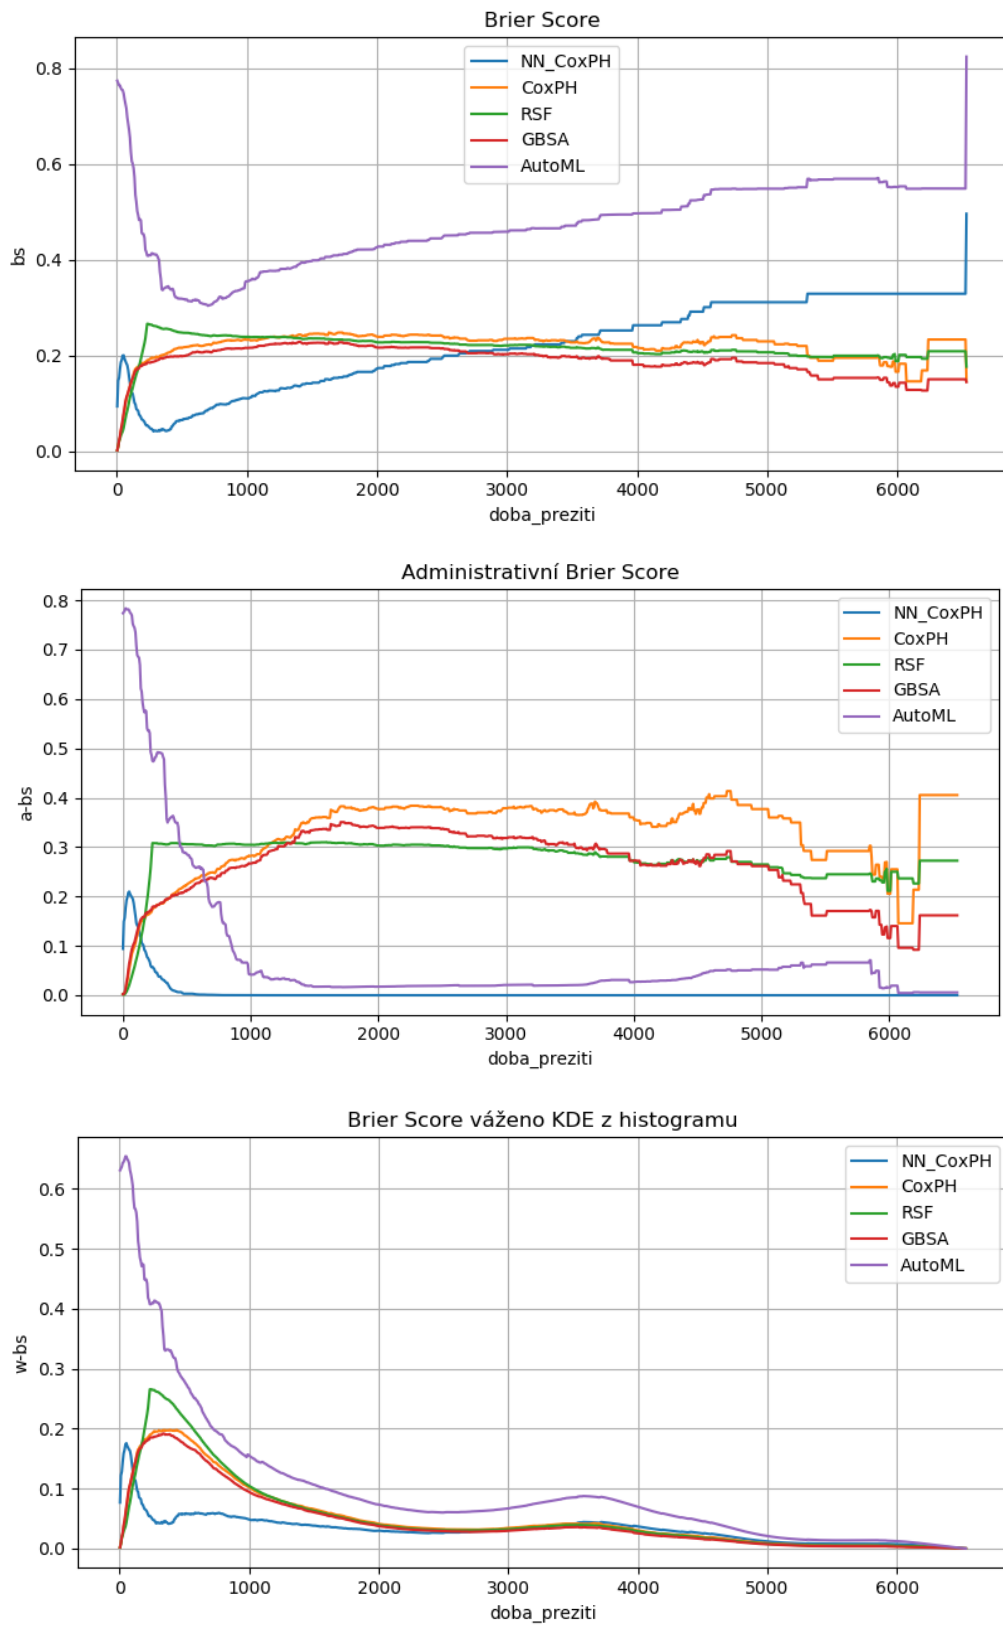 Brier Score
bs
0.8
0.6
0.4
0.2
0.0
NN_CoxPH
CoxPH
RSF
GBSA
AutoML
0 1000 2000 3000 4000 5000 6000
doba_preziti
Administrativní Brier Score
a-bs
0.8
0.7
0.6
0.5
0.4
0.3
0.2
0.1
0.0
NN_CoxPH
CoxPH
RSF
GBSA
AutoML
0 1000 2000 3000 4000 5000 6000
doba_preziti
Brier Score váženo KDE z histogramu
w-bs
0.6
0.5
0.4
0.3
0.2
0.1
0.0
NN_CoxPH
CoxPH
RSF
GBSA
AutoML
0 1000 2000 3000 4000 5000 6000
doba_preziti